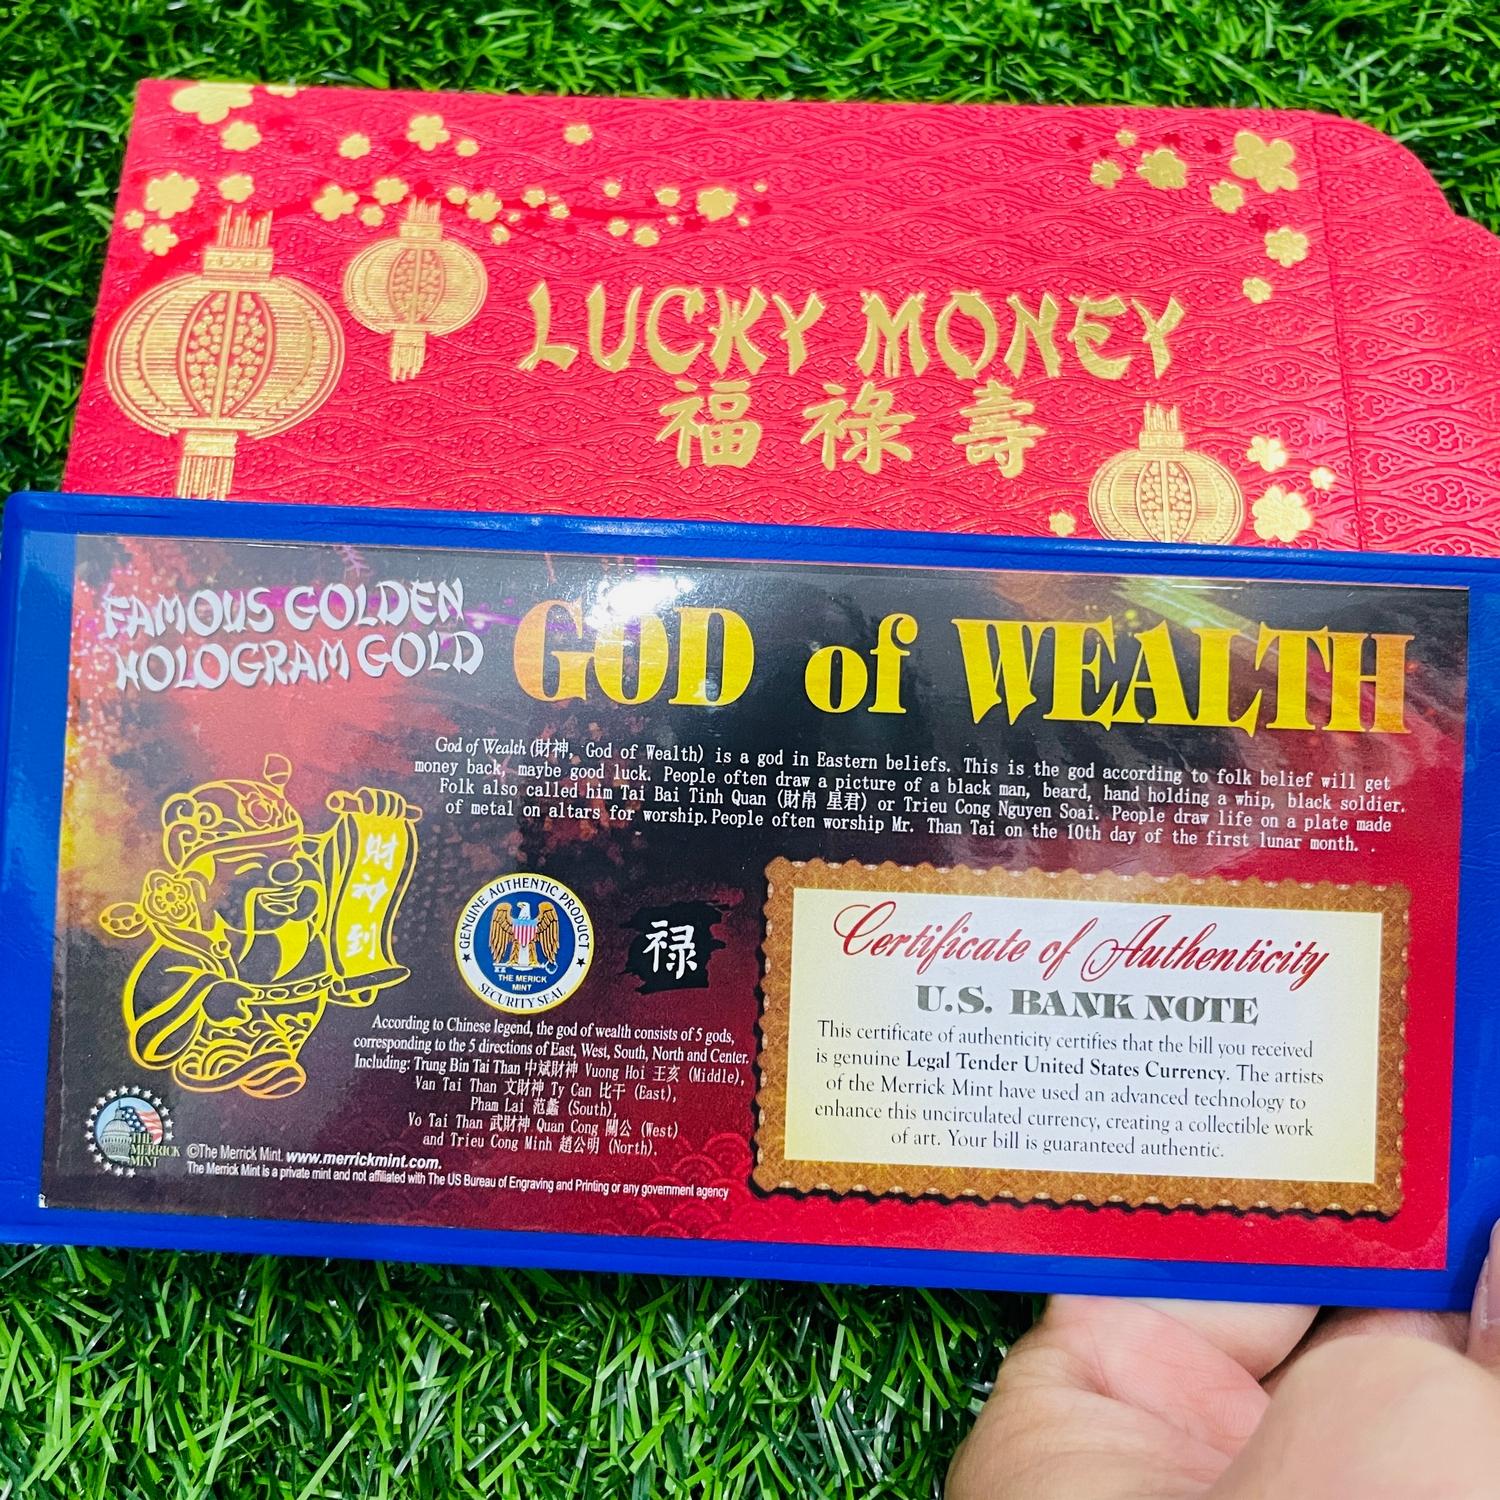 LUCKY MONEY
福祿壽
FAMOUS GOLDEN
HOLOGRAM GOLD
GOD of WEALTH
God of Wealth (財神, God of Wealth) is a god in Eastern beliefs. This is the god according to folk belief will get
money back, maybe good luck. People often draw a picture of a black man, beard, hand holding a whip, black soldier.
Folk also called him Tai Bai Tinh Quan (財帛 星君) or Trieu Cong Nguyen Soai. People draw life on a plate made
of metal on altars for worship.People often worship Mr. Than Tai on the 10th day of the first lunar month. .
財神到
GENUINE AUTHENTIC PRODUCT
THE MERICK
MINT
SECURITY SEAL
禄
According to Chinese legend, the god of wealth consists of 5 gods,
corresponding to the 5 directions of East, West, South, North and Center.
Including: Trung Bin Tai Than 中斌財神 Vuong Hoi 王亥 (Middle),
Van Tai Than 文財神 Ty Can 比干 (East),
Pham Lai 范蠡 (South),
Vo Tai Than 武財神 Quan Cong 關公 (West)
and Trieu Cong Minh 趙公明 (North).
THE
MERRICK
MINT
©The Merrick Mint. www.merrickmint.com.
The Merrick Mint is a private mint and not affiliated with The US Bureau of Engraving and Printing or any government agency
Certificate of Authenticity
U.S. BANK NOTE
This certificate of authenticity certifies that the bill you received
is genuine Legal Tender United States Currency. The artists
of the Merrick Mint have used an advanced technology to
enhance this uncirculated currency, creating a collectible work
of art. Your bill is guaranteed authentic.